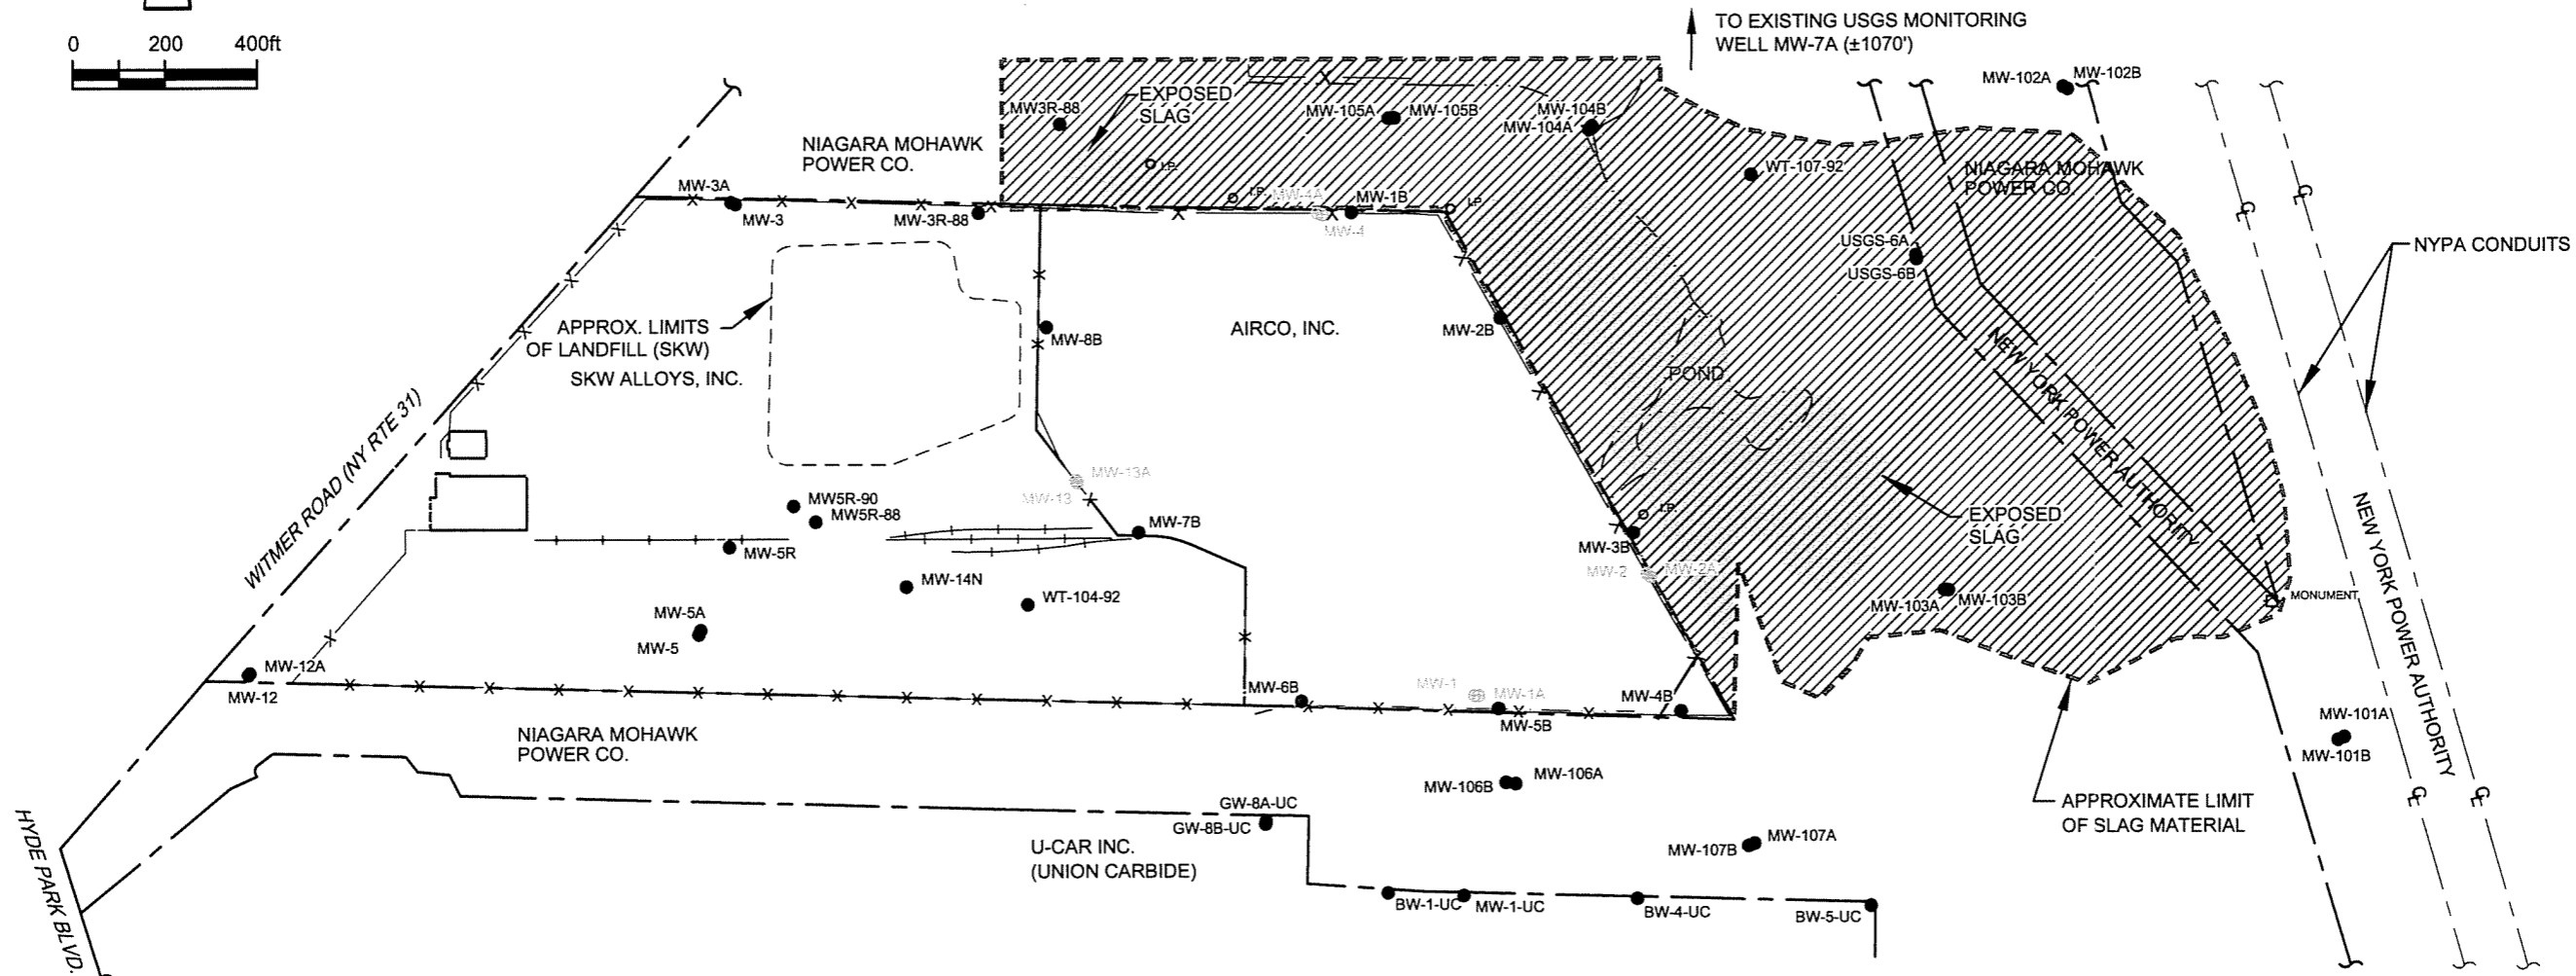 0 200 400ft
TO EXISTING USGS MONITORING
WELL MW-7A (±1070')
MW-102A
MW-102B
MW3R-88
EXPOSED
SLAG
MW-105A
MW-105B
MW-104B
MW-104A
NIAGARA MOHAWK
POWER CO.
I.P.
WT-107-92
NIAGARA MOHAWK
POWER CO.
MW-3A
MW-3
MW-3R-88
I.P.
MW-4A
MW-4
MW-1B
I.P.
USGS-6A
USGS-6B
NYPA CONDUITS
APPROX. LIMITS
OF LANDFILL (SKW)
SKW ALLOYS, INC.
MW-8B
AIRCO, INC.
MW-2B
POND
NEW YORK POWER AUTHORITY
WITMER ROAD (NY RTE 31)
MW-13A
MW-13
MW5R-90
MW5R-88
MW-5R
MW-7B
I.P.
MW-3B
MW-2
MW-2A
EXPOSED
SLAG
MW-14N
WT-104-92
MW-103A
MW-103B
MONUMENT
NEW YORK POWER AUTHORITY
MW-5A
MW-5
MW-12A
MW-12
MW-6B
MW-1
MW-1A
MW-5B
MW-4B
NIAGARA MOHAWK
POWER CO.
MW-101A
MW-101B
MW-106B
MW-106A
APPROXIMATE LIMIT
OF SLAG MATERIAL
GW-8A-UC
GW-8B-UC
U-CAR INC.
(UNION CARBIDE)
MW-107B
MW-107A
HYDE PARK BLVD.
BW-1-UC
MW-1-UC
BW-4-UC
BW-5-UC